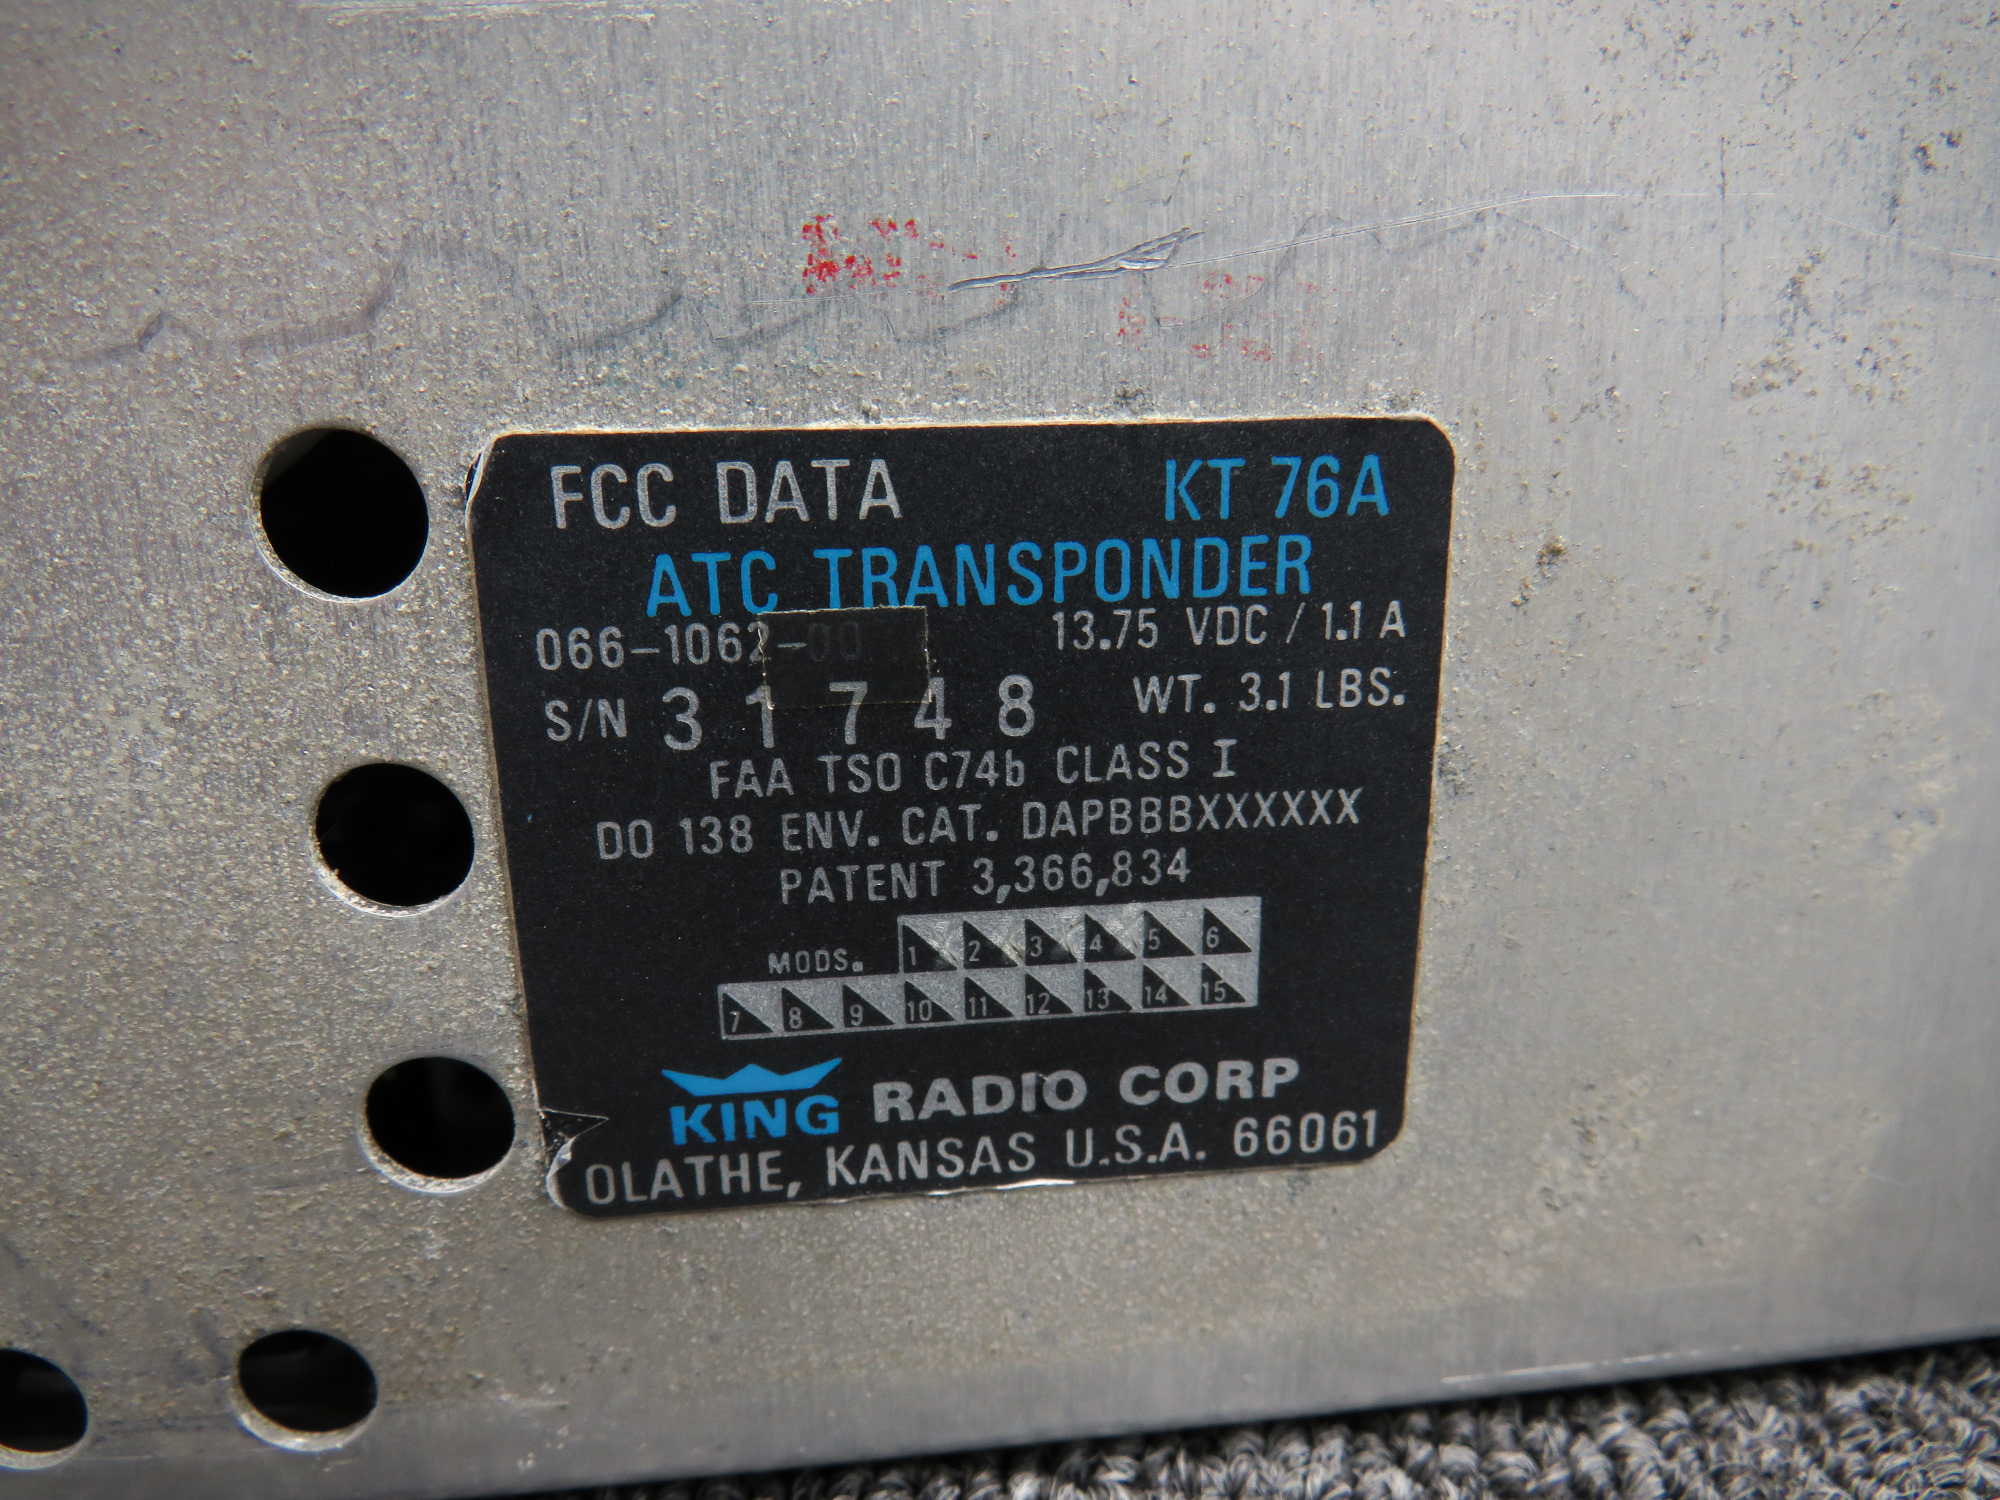 FCC DATA KT 76A
ATC TRANSPONDER
066-1062-00 13.75 VDC / 1.1 A
S/N 31748 WT. 3.1 LBS.
FAA TSO C74b CLASS I
DO 138 ENV. CAT. DAPBBBXXXXXX
PATENT 3,366,834
MODS. 1 2 3 4 5 6
7 8 9 10 11 12 13 14 15
KING RADIO CORP
OLATHE, KANSAS U.S.A. 66061